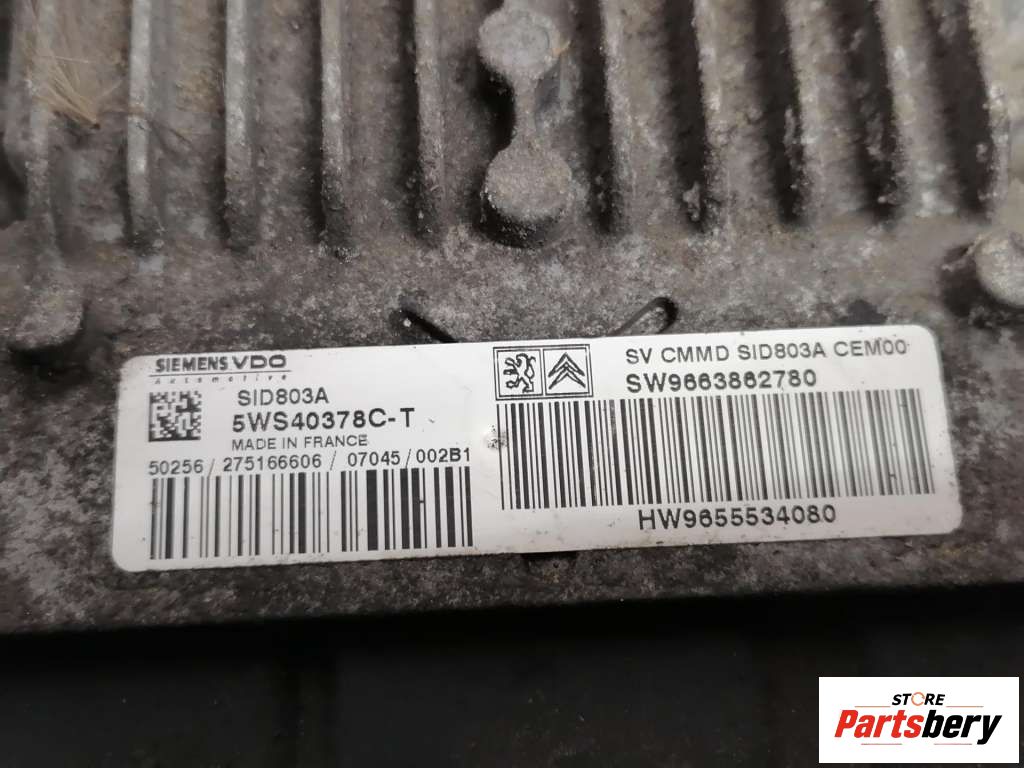 SIEMENS VDO
Automotive
SID803A
5WS40378C-T
MADE IN FRANCE
50256 / 275166606 / 07045 / 002B1
SV CMMD SID803A CEM00
SW9663862780
HW9655534080
STORE
Partsbery